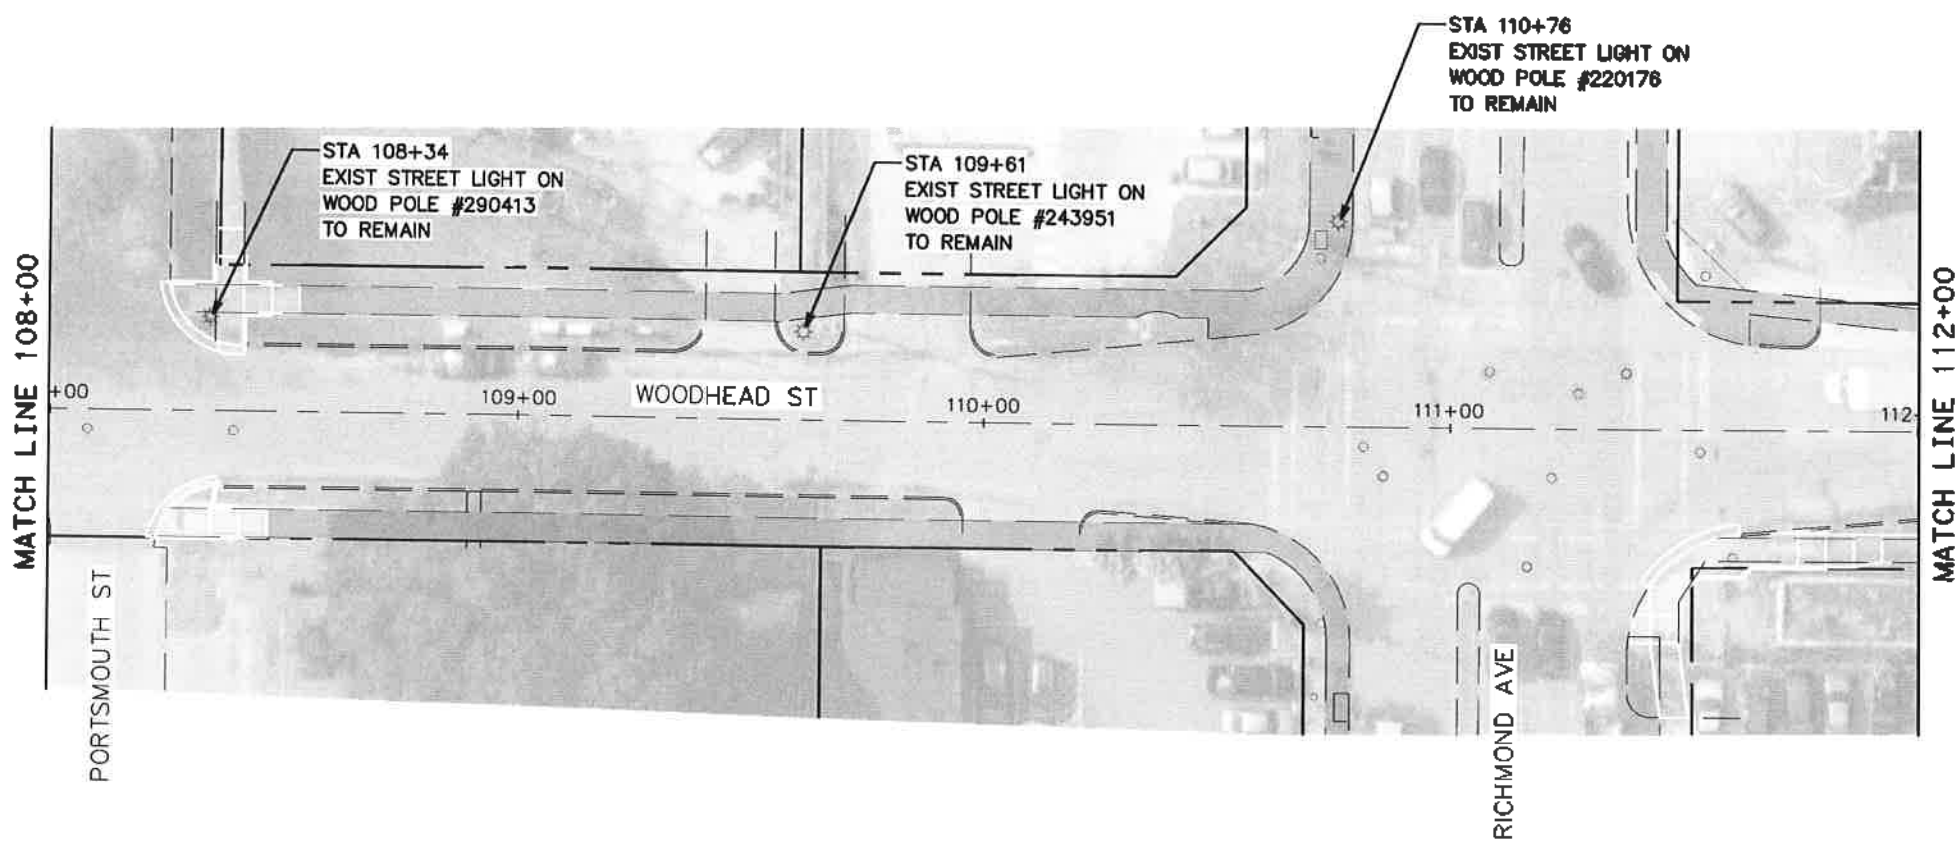 STA 110+76
EXIST STREET LIGHT ON
WOOD POLE #220176
TO REMAIN
STA 108+34
EXIST STREET LIGHT ON
WOOD POLE #290413
TO REMAIN
STA 109+61
EXIST STREET LIGHT ON
WOOD POLE #243951
TO REMAIN
MATCH LINE 108+00
+00
109+00
WOODHEAD ST
110+00
111+00
112
MATCH LINE 112+00
PORTSMOUTH ST
RICHMOND AVE